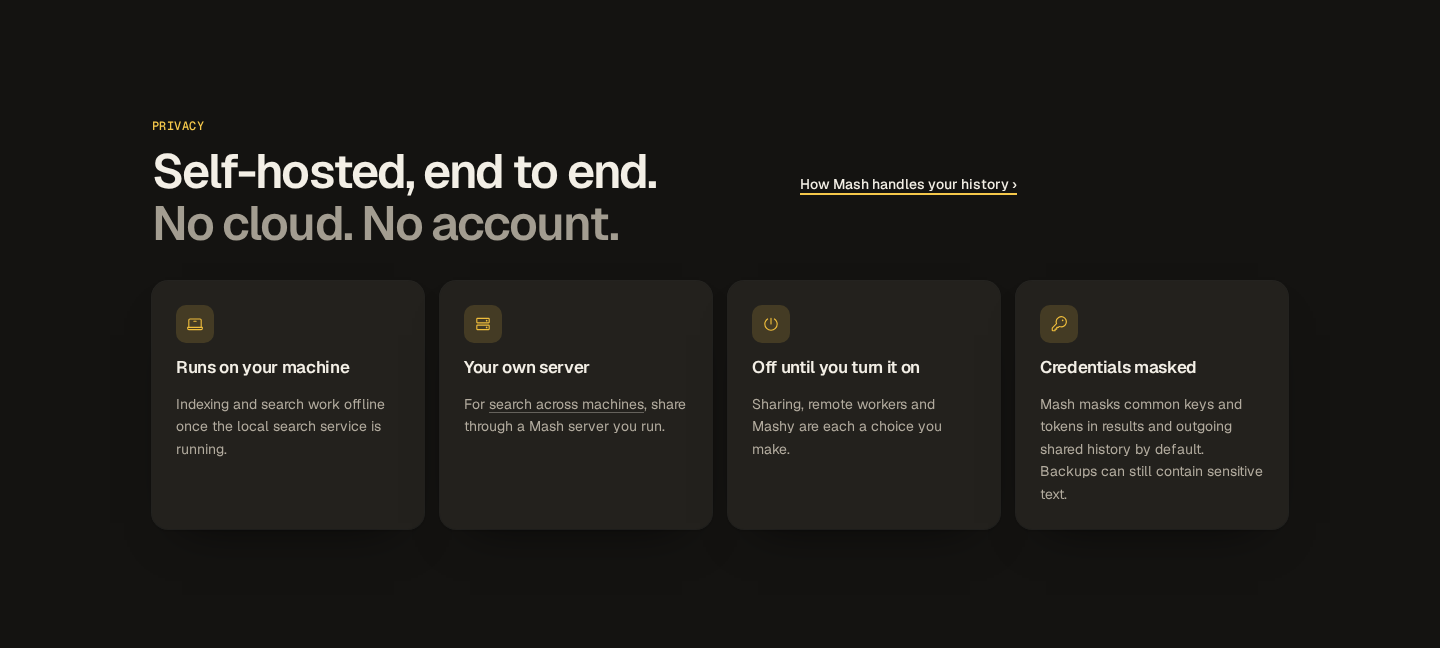 PRIVACY
Self-hosted, end to end.
No cloud. No account.
How Mash handles your history ›
Runs on your machine
Indexing and search work offline
once the local search service is
running.
Your own server
For search across machines, share
through a Mash server you run.
Off until you turn it on
Sharing, remote workers and
Mashy are each a choice you
make.
Credentials masked
Mash masks common keys and
tokens in results and outgoing
shared history by default.
Backups can still contain sensitive
text.